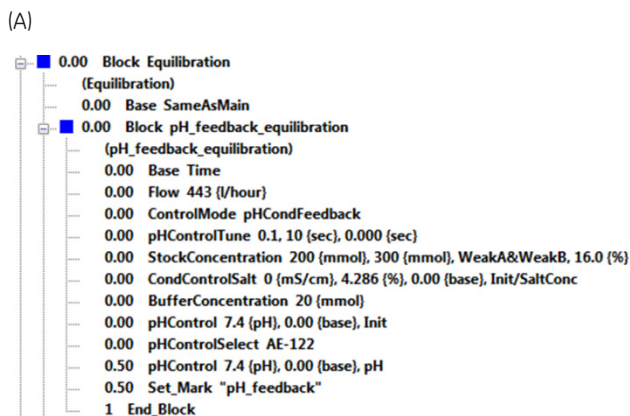 (A)
0.00 Block Equilibration
(Equilibration)
0.00 Base SameAsMain
0.00 Block pH_feedback_equilibration
(pH_feedback_equilibration)
0.00 Base Time
0.00 Flow 443 {l/hour}
0.00 ControlMode pHCondFeedback
0.00 pHControlTune 0.1, 10 {sec}, 0.000 {sec}
0.00 StockConcentration 200 {mmol}, 300 {mmol}, WeakA&WeakB, 16.0 {%}
0.00 CondControlSalt 0 {mS/cm}, 4.286 {%}, 0.00 {base}, Init/SaltConc
0.00 BufferConcentration 20 {mmol}
0.00 pHControl 7.4 {pH}, 0.00 {base}, Init
0.00 pHControlSelect AE-122
0.50 pHControl 7.4 {pH}, 0.00 {base}, pH
0.50 Set_Mark "pH_feedback"
1 End_Block